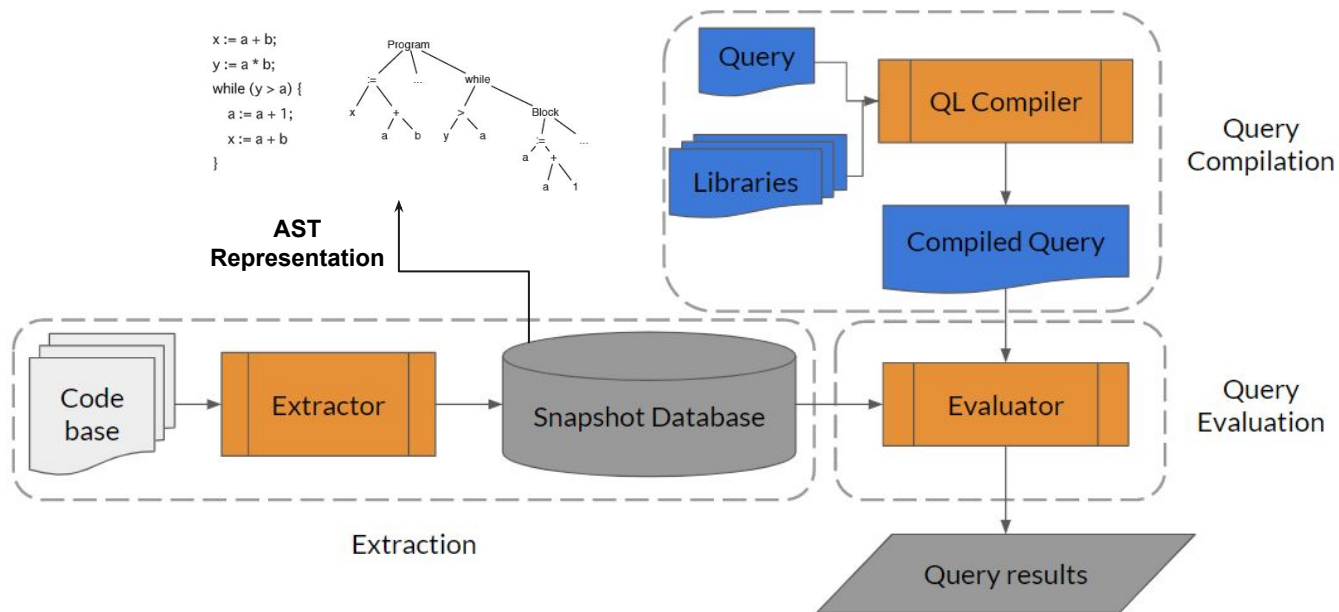 x := a + b;
y := a * b;
while (y > a) {
a := a + 1;
x := a + b
}
Program
:= ... while
x + > Block
a b y a := ...
a +
a 1
AST
Representation
Query
Libraries
QL Compiler
Compiled Query
Query
Compilation
Code
base
Extractor
Snapshot Database
Extraction
Evaluator
Query
Evaluation
Query results